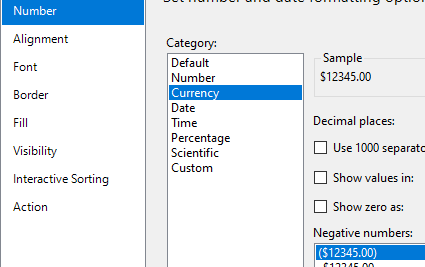 Set number and date formatting optio
Number
Alignment
Font
Border
Fill
Visibility
Interactive Sorting
Action
Category:
Default
Number
Currency
Date
Time
Percentage
Scientific
Custom
Sample
$12345.00
Decimal places:
Use 1000 separato
Show values in:
Show zero as:
Negative numbers:
($12345.00)
$12345.00